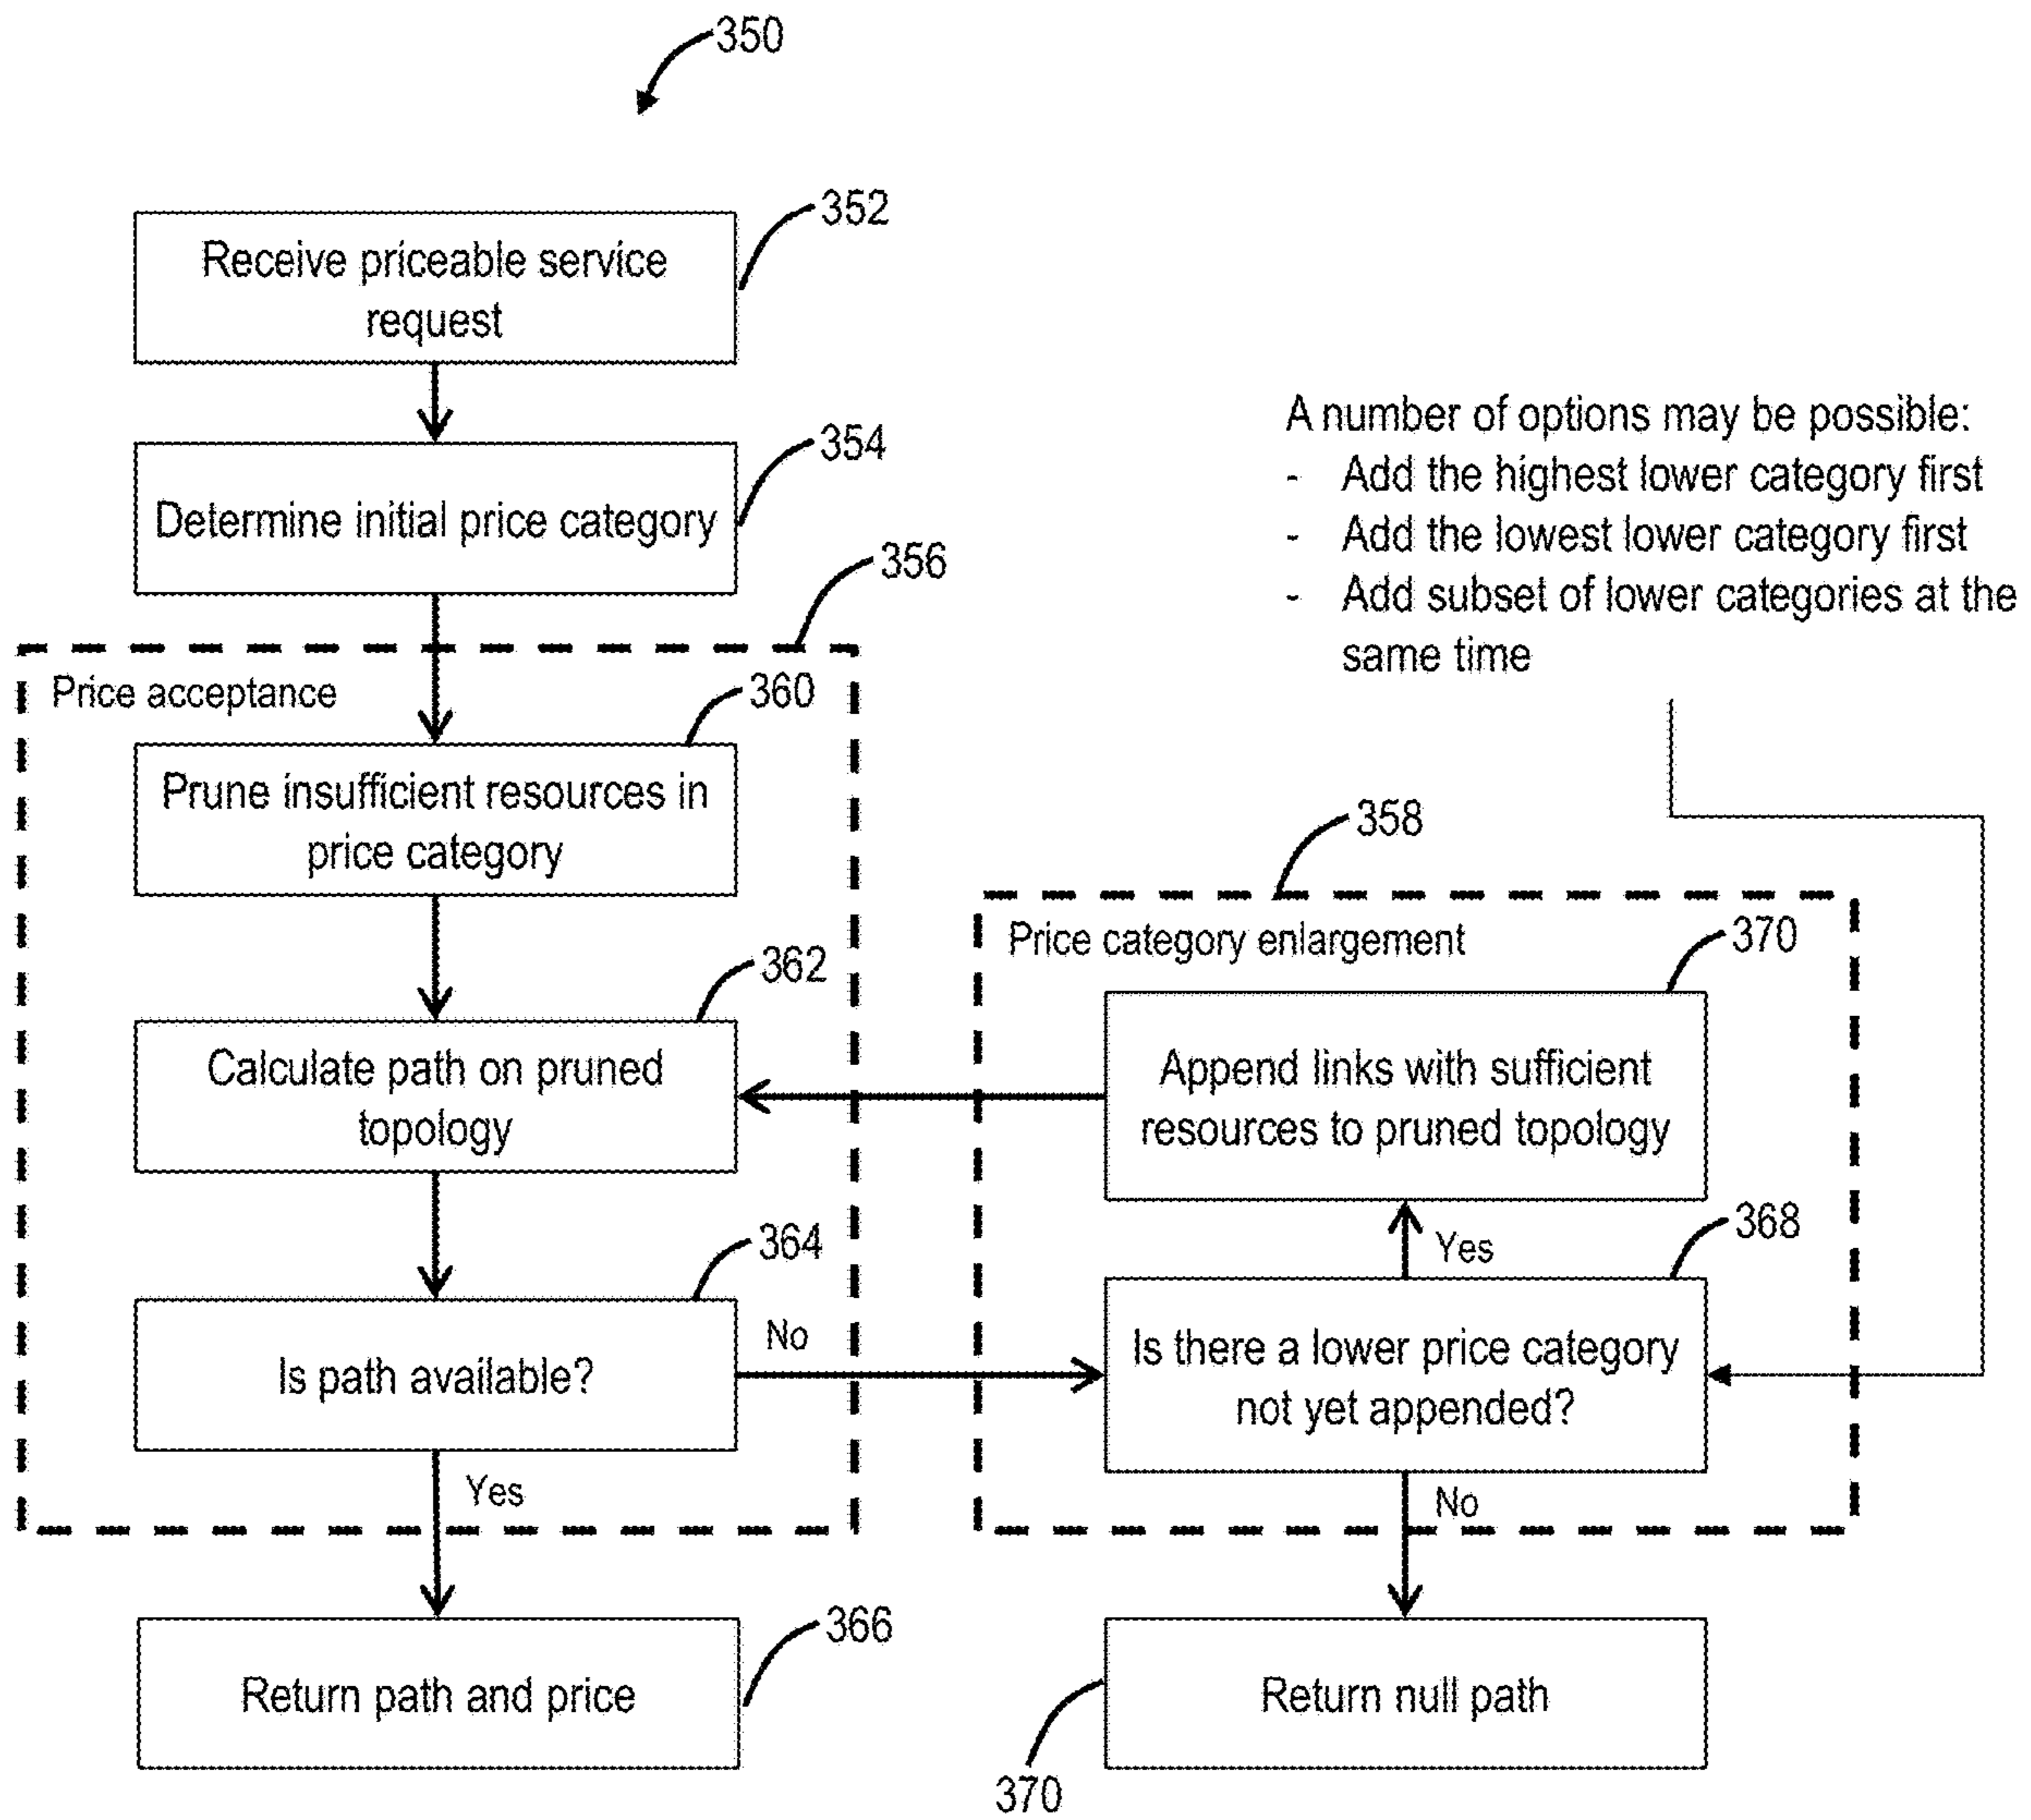 350
352
Receive priceable service
request
354
Determine initial price category
356
A number of options may be possible:
- Add the highest lower category first
- Add the lowest lower category first
- Add subset of lower categories at the
same time
Price acceptance
360
Prune insufficient resources in
price category
358
Price category enlargement
370
362
Calculate path on pruned
topology
Append links with sufficient
resources to pruned topology
364
Is path available?
No
Yes
368
Is there a lower price category
not yet appended?
Yes
No
366
Return path and price
Return null path
370